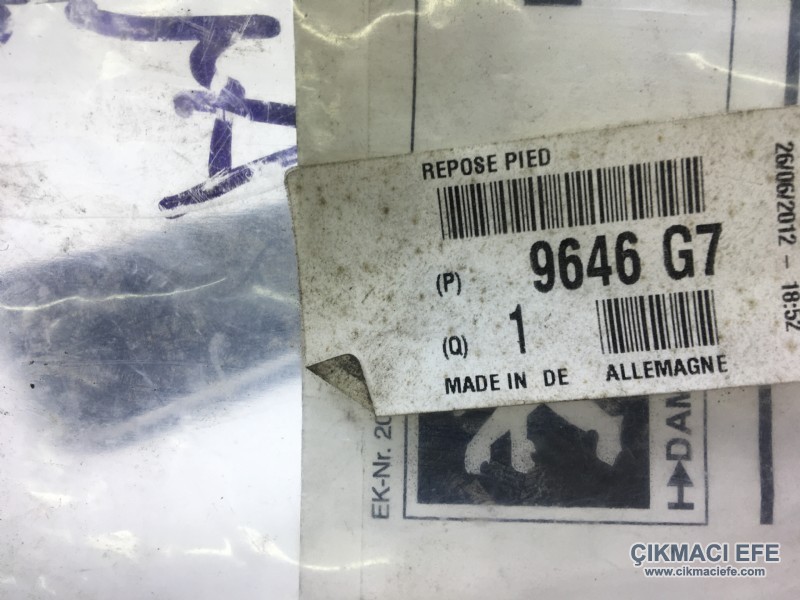 REPOSE PIED
(P) 9646 G7
(Q) 1
MADE IN DE ALLEMAGNE
26/06/2012 - 18:52
EK-Nr. 20
DAM
ÇIKMACI EFE
www.cikmaciefe.com